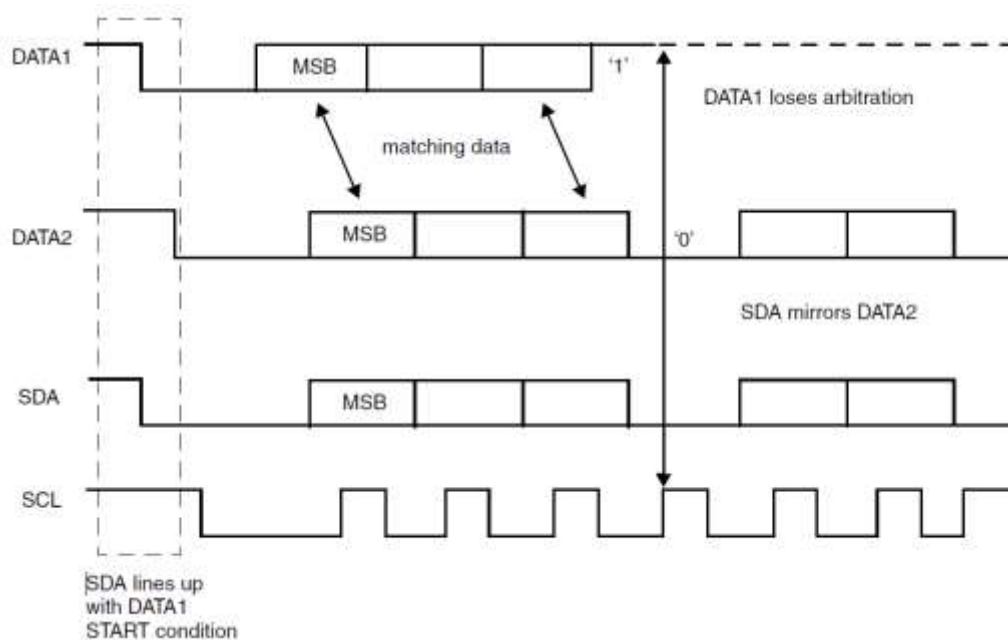 DATA1
MSB
'1'
DATA1 loses arbitration
matching data
DATA2
MSB
'0'
SDA mirrors DATA2
SDA
MSB
SCL
SDA lines up
with DATA1
START condition